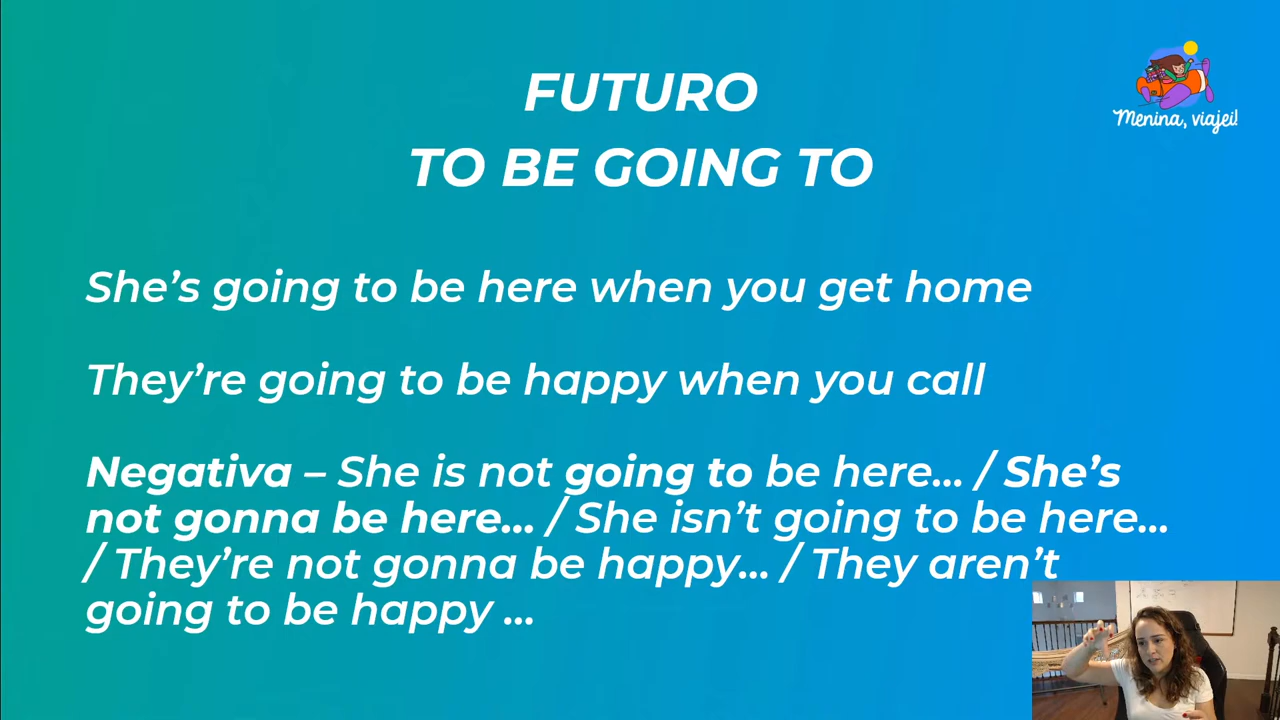 FUTURO
TO BE GOING TO
Menina, viajei!
She's going to be here when you get home
They're going to be happy when you call
Negativa – She is not going to be here... / She's
not gonna be here... / She isn't going to be here...
/ They're not gonna be happy... / They aren't
going to be happy ...